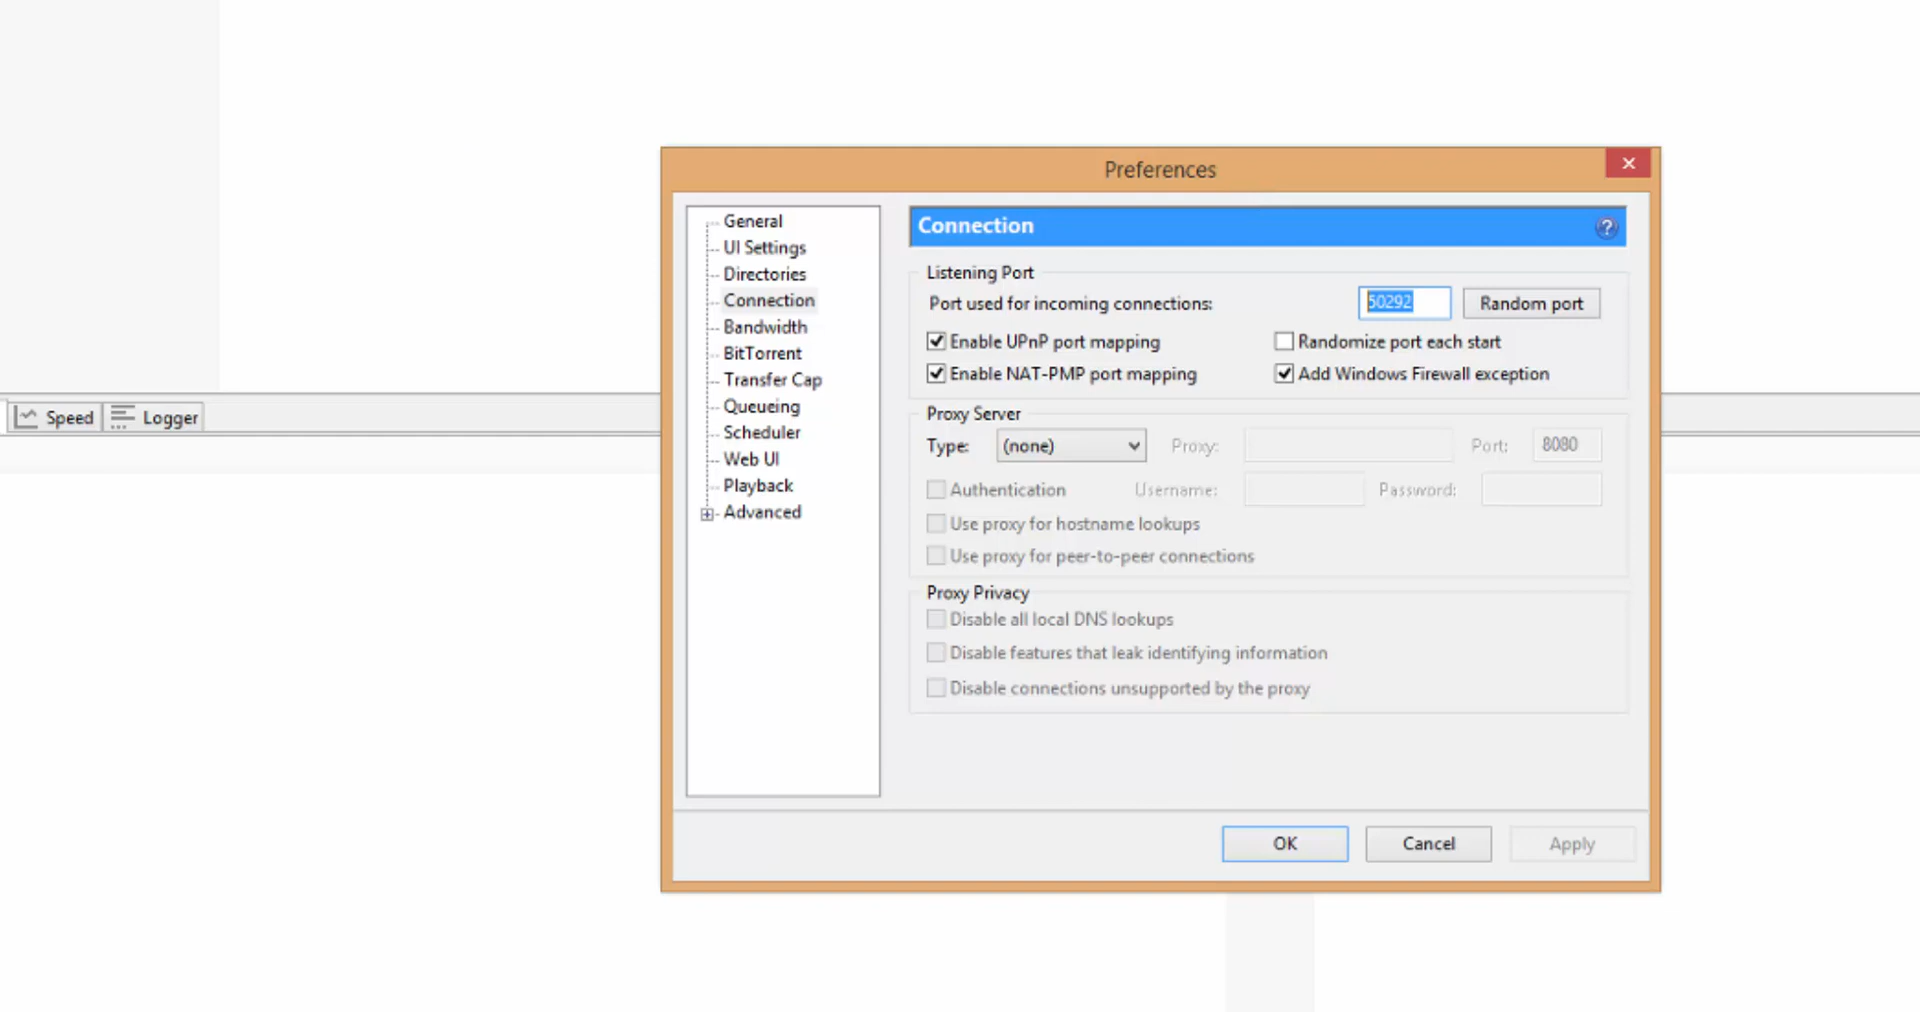 Preferences
General
UI Settings
Directories
Connection
Bandwidth
BitTorrent
Transfer Cap
Queueing
Scheduler
Web UI
Playback
Advanced
Connection
Listening Port
Port used for incoming connections: 50292 Random port
Enable UPnP port mapping Randomize port each start
Enable NAT-PMP port mapping Add Windows Firewall exception
Proxy Server
Type: (none) Proxy: Port: 8080
Authentication Username: Password:
Use proxy for hostname lookups
Use proxy for peer-to-peer connections
Proxy Privacy
Disable all local DNS lookups
Disable features that leak identifying information
Disable connections unsupported by the proxy
OK Cancel Apply
Speed Logger